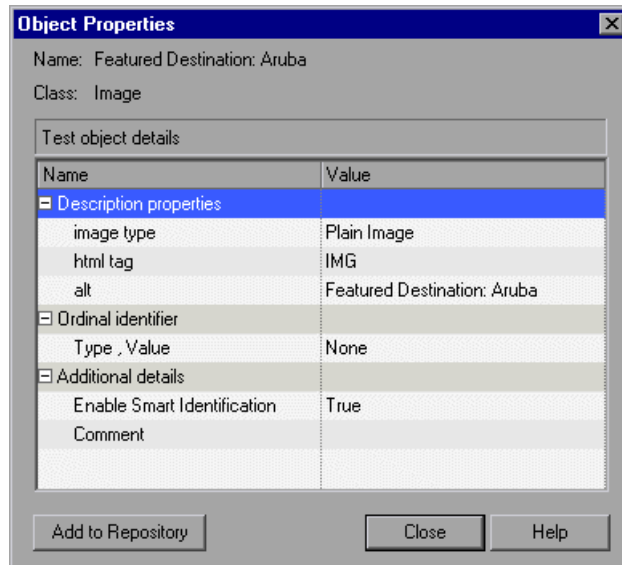 Object Properties
Name: Featured Destination: Aruba
Class: Image
Test object details
Name Value
Description properties
image type Plain Image
html tag IMG
alt Featured Destination: Aruba
Ordinal identifier
Type , Value None
Additional details
Enable Smart Identification True
Comment
Add to Repository Close Help